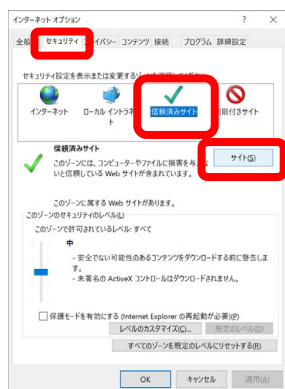 インターネット オプション ? ×
全般 セキュリティ プライバシー コンテンツ 接続 プログラム 詳細設定
セキュリティ設定を表示または変更する
インターネット ローカル イントラネッ 信頼済みサイト 制限付きサイト
ト
信頼済みサイト
このゾーンには、コンピューターやファイルに損害を与え
いと信頼している Web サイトが含まれています。
サイト(S)
このゾーンに属する Web サイトがあります。
このゾーンのセキュリティのレベル(L)
このゾーンで許可されているレベル: すべて
中
- 安全でない可能性のあるコンテンツをダウンロードする前に警告しま
す。
- 未署名の ActiveX コントロールはダウンロードされません。
保護モードを有効にする (Internet Explorer の再起動が必要)(P)
レベルのカスタマイズ(C)... 既定のレベル(D)
すべてのゾーンを既定のレベルにリセットする(R)
OK キャンセル 適用(A)